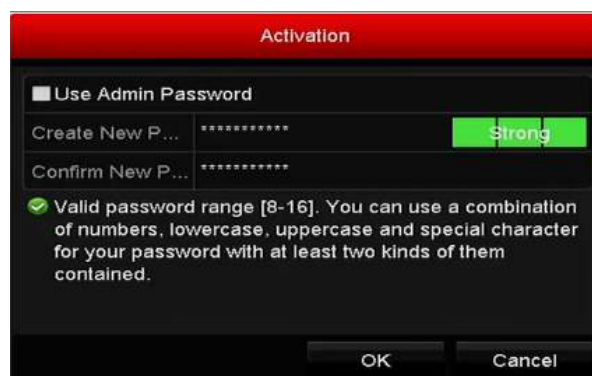 Activation
Use Admin Password
Create New P... *********** Strong
Confirm New P... ***********
Valid password range [8-16]. You can use a combination
of numbers, lowercase, uppercase and special character
for your password with at least two kinds of them
contained.
OK Cancel